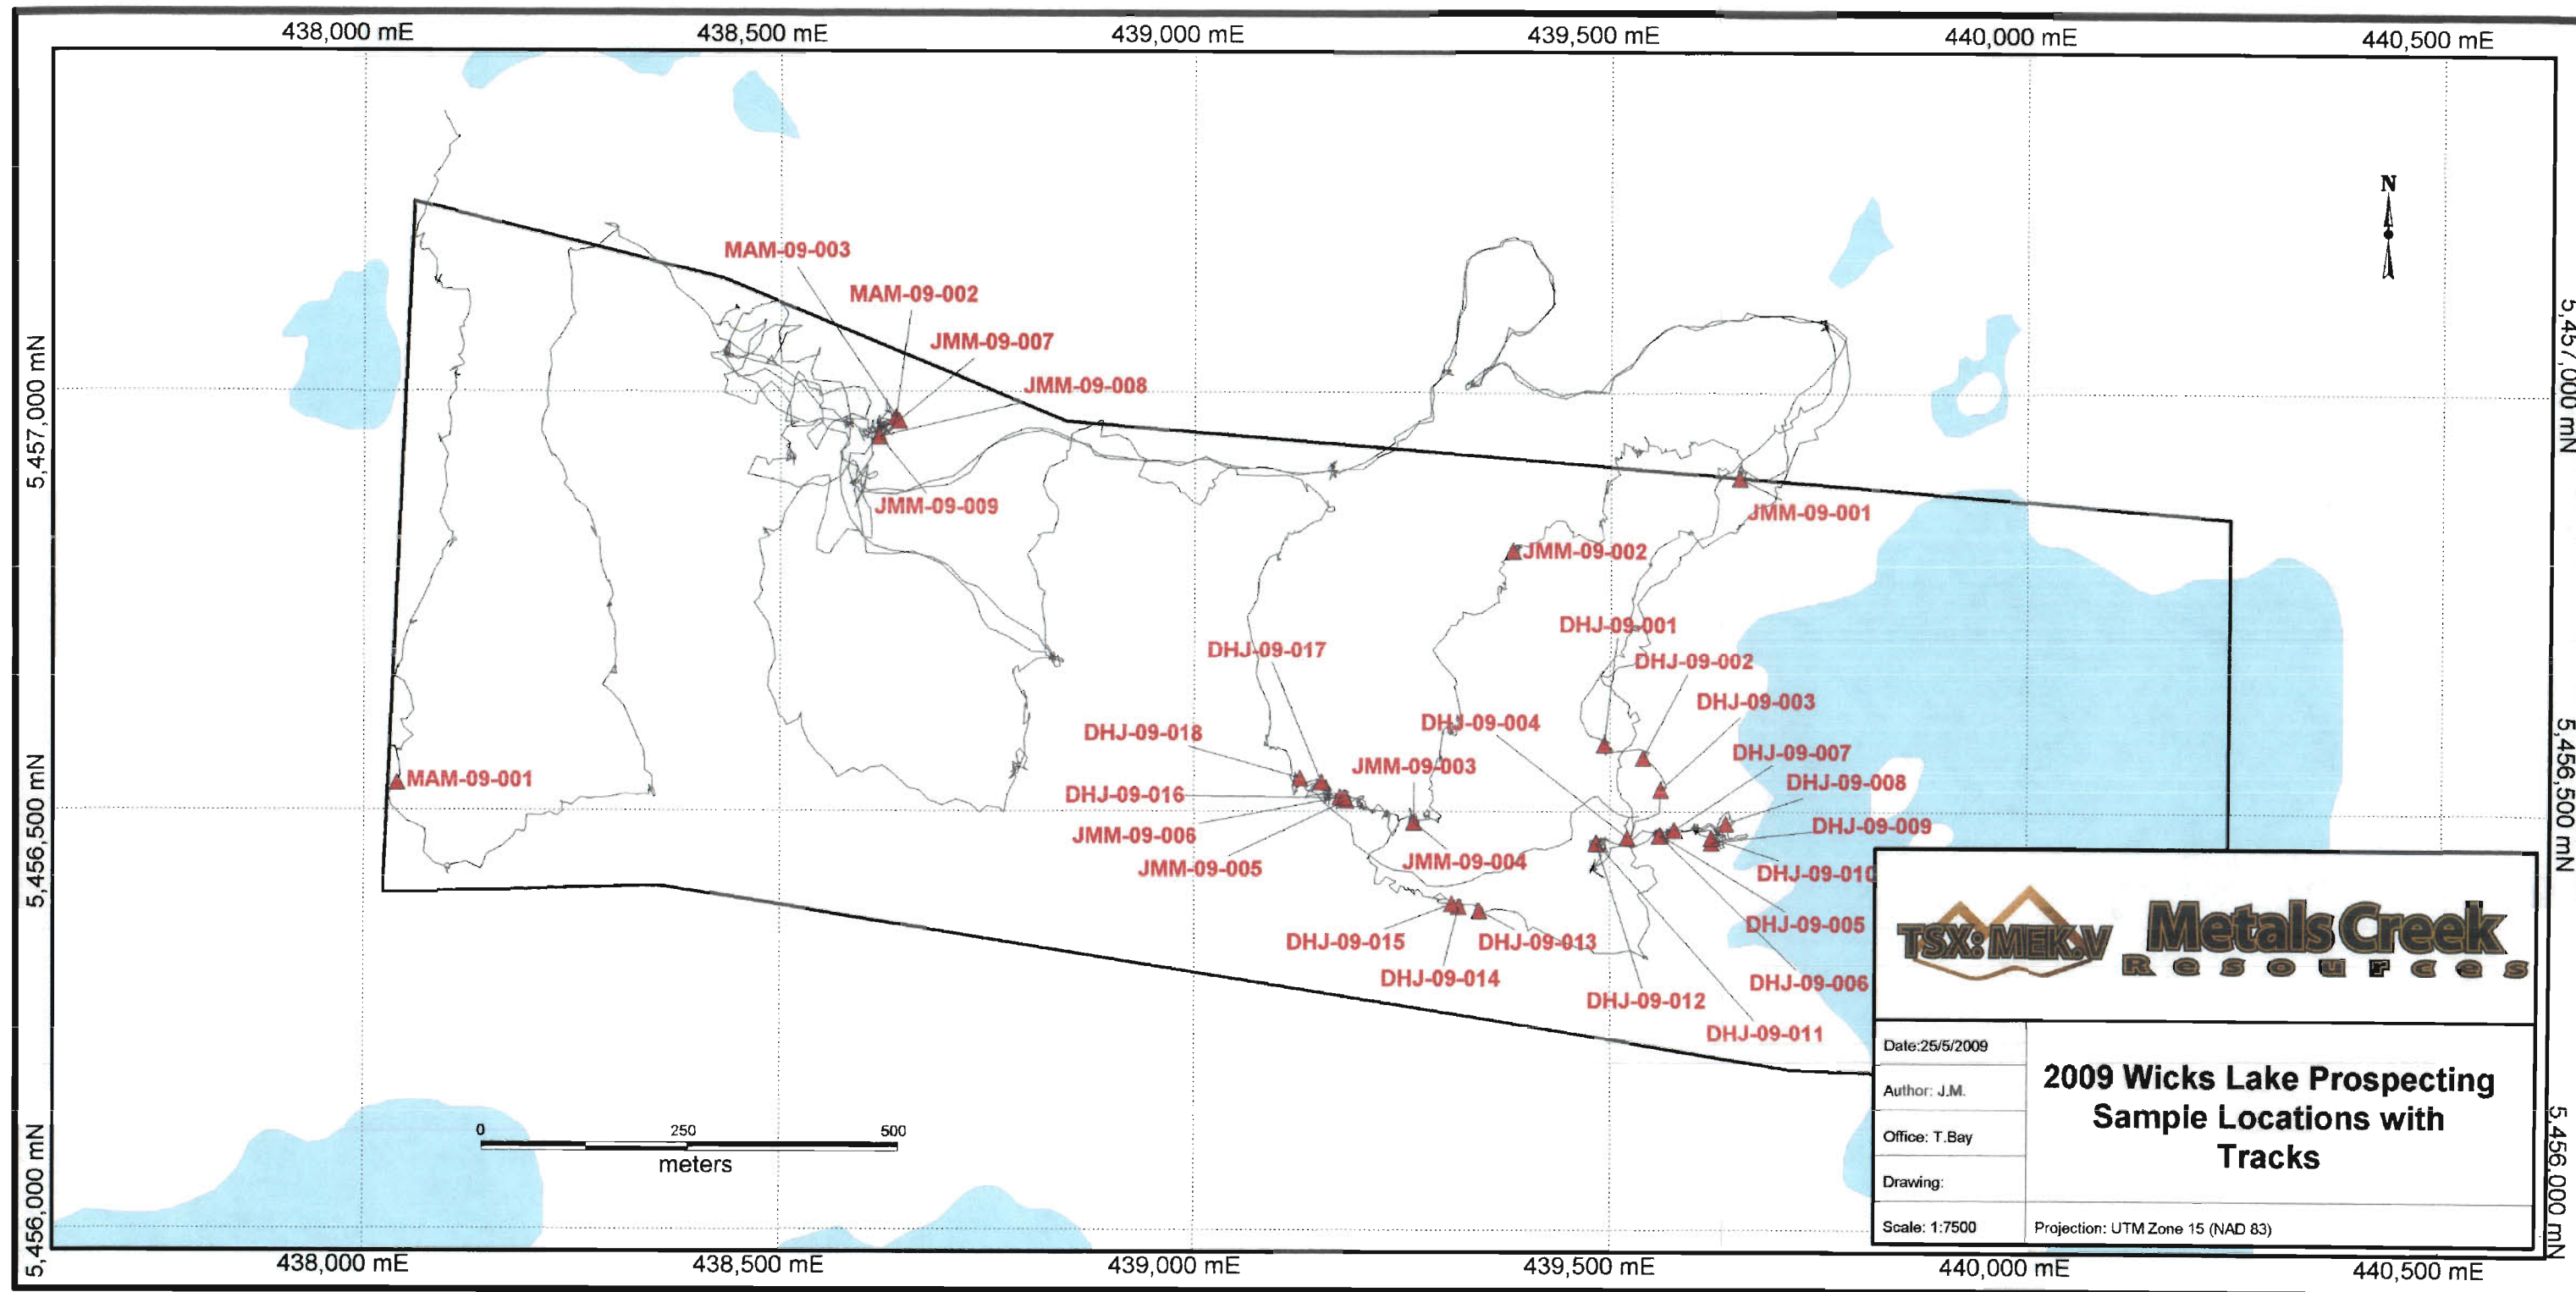 438,000 mE
438,500 mE
439,000 mE
439,500 mE
440,000 mE
440,500 mE
N
5,457,000 mN
5,457,000 mN
MAM-09-003
MAM-09-002
JMM-09-007
JMM-09-008
JMM-09-009
JMM-09-001
JMM-09-002
DHJ-09-001
DHJ-09-017
DHJ-09-002
DHJ-09-003
DHJ-09-004
DHJ-09-018
DHJ-09-007
JMM-09-003
MAM-09-001
DHJ-09-008
DHJ-09-016
5,456,500 mN
5,456,500 mN
DHJ-09-009
JMM-09-006
JMM-09-004
JMM-09-005
DHJ-09-010
DHJ-09-005
DHJ-09-015
DHJ-09-013
DHJ-09-014
DHJ-09-006
DHJ-09-012
DHJ-09-011
TSX: MEK.V
Metals Creek
Resources
Date:25/5/2009
Author: J.M.
Office: T.Bay
Drawing:
Scale: 1:7500
2009 Wicks Lake Prospecting
Sample Locations with
Tracks
Projection: UTM Zone 15 (NAD 83)
0 250 500
meters
5,456,000 mN
5,456,000 mN
438,000 mE
438,500 mE
439,000 mE
439,500 mE
440,000 mE
440,500 mE